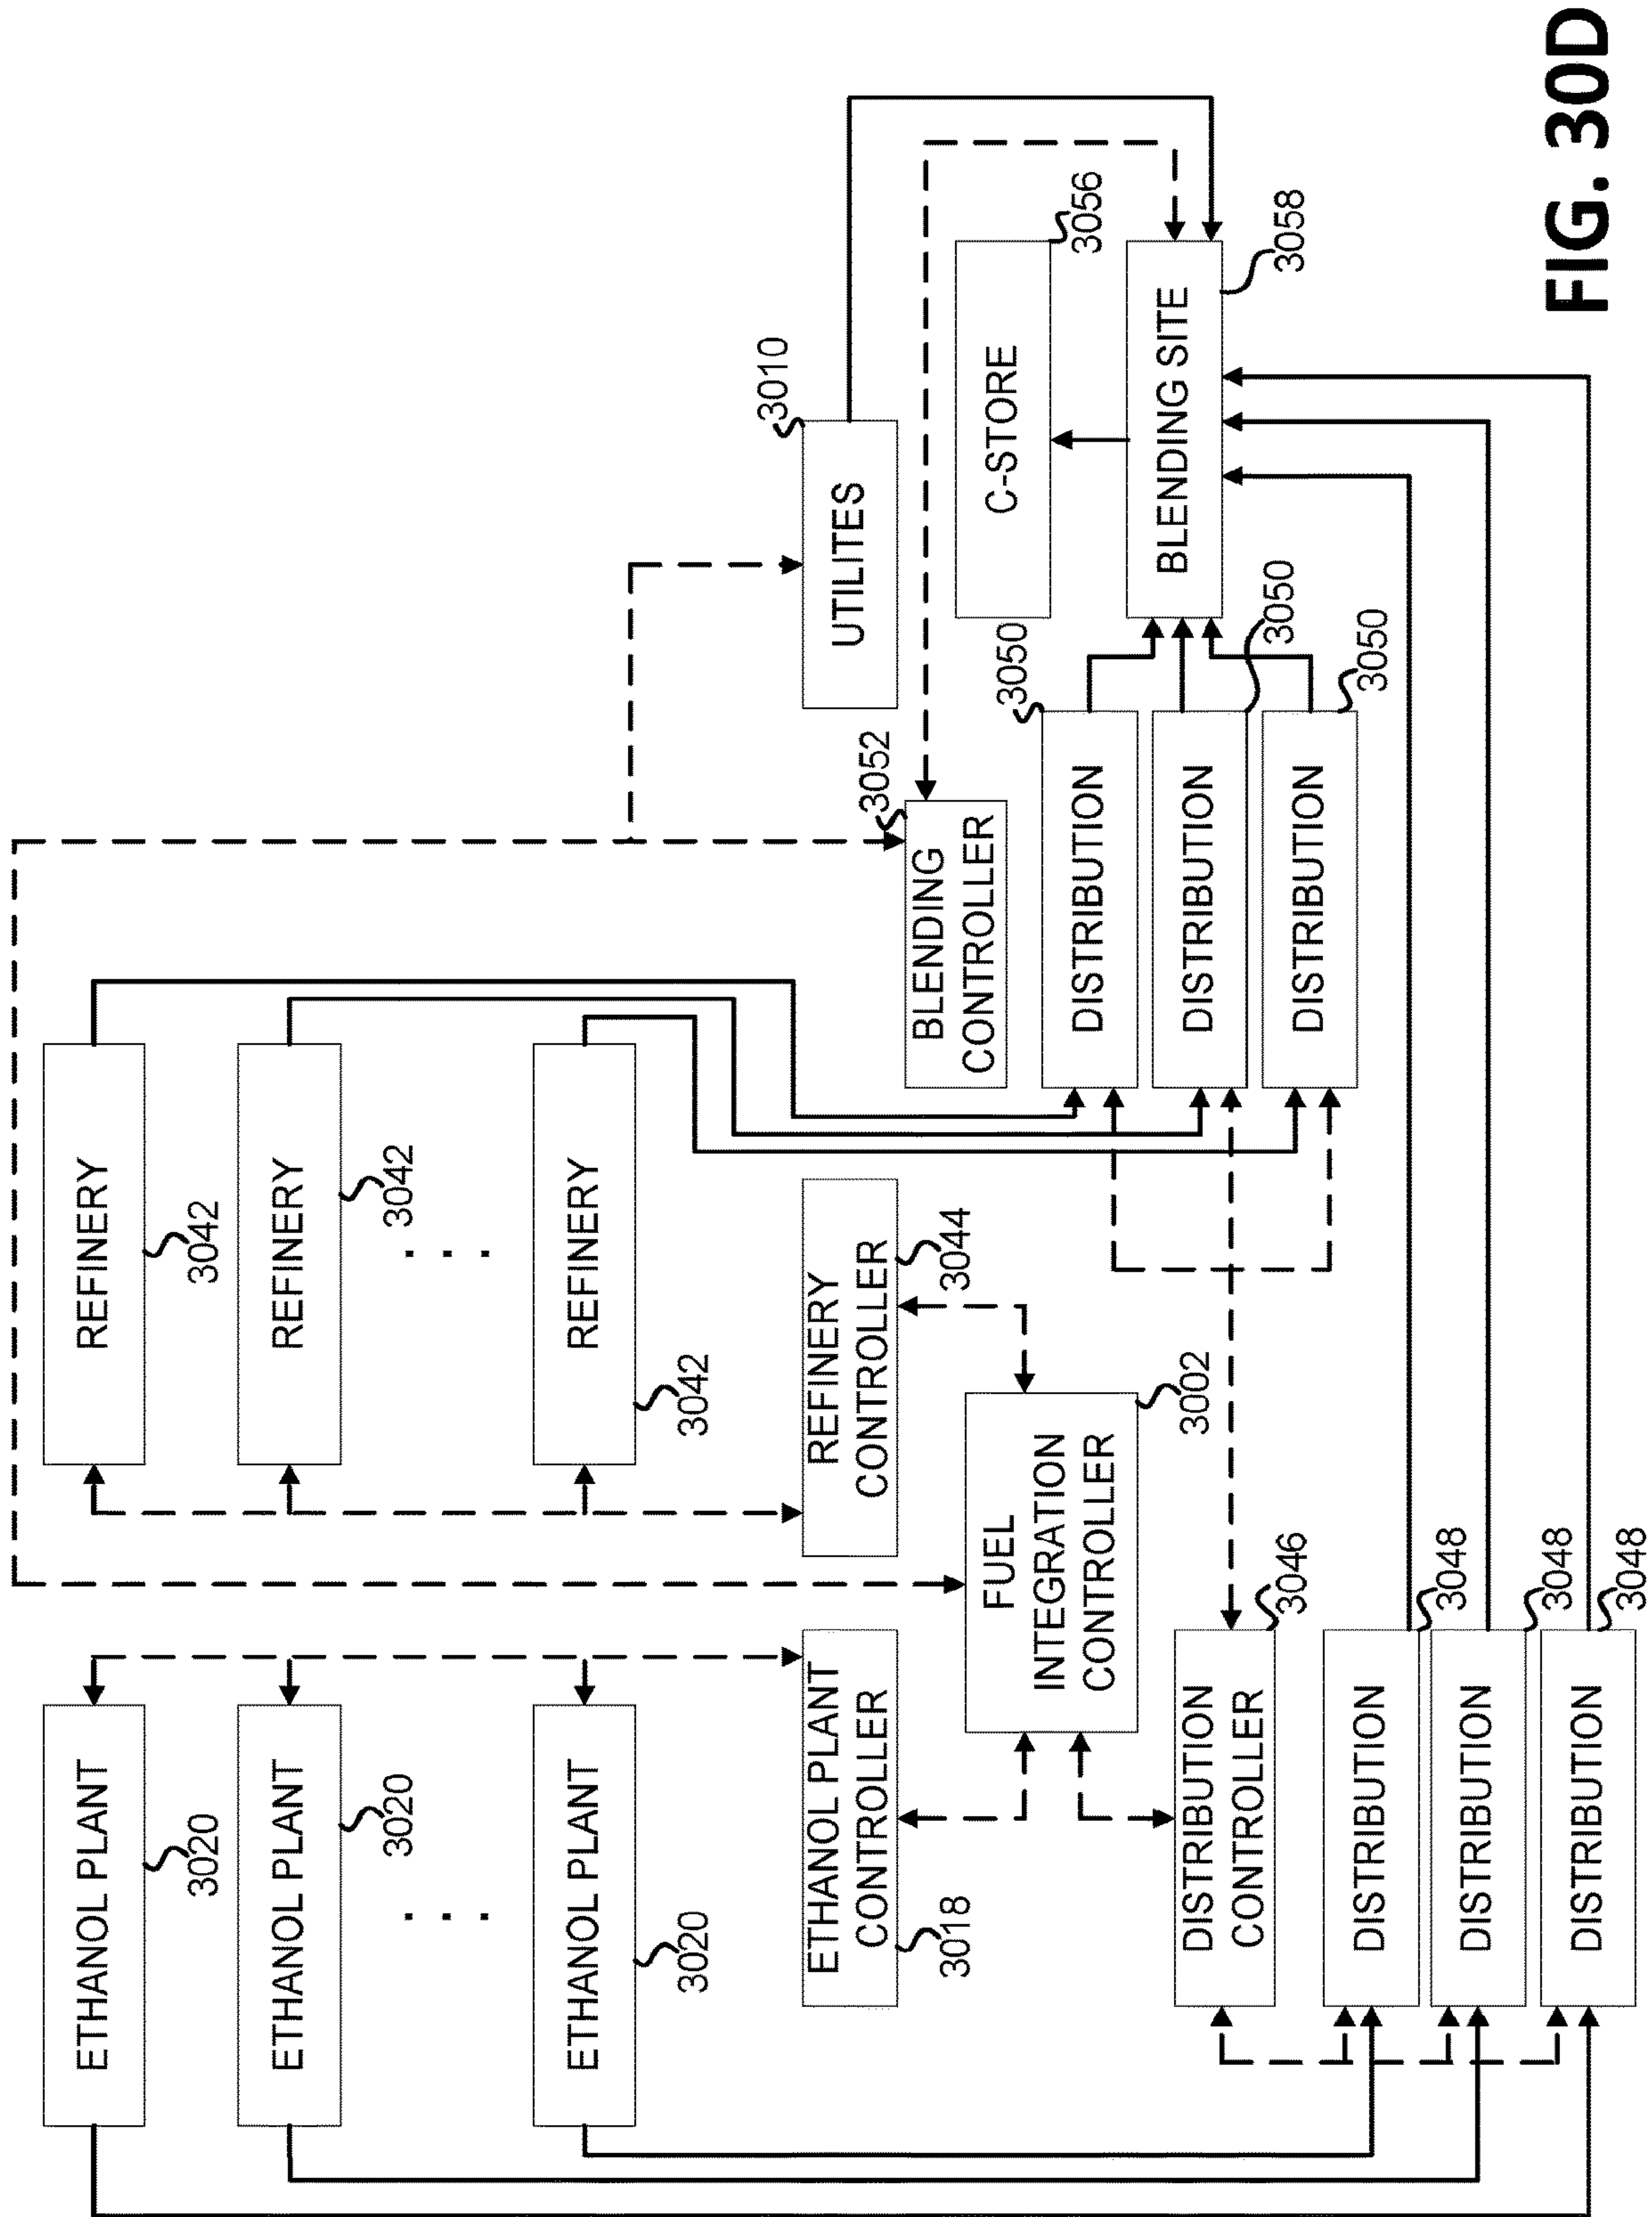 ETHANOL PLANT
3020
ETHANOL PLANT
3020
. . .
ETHANOL PLANT
3020
REFINERY
3042
REFINERY
3042
. . .
REFINERY
3042
ETHANOL PLANT
CONTROLLER
3018
REFINERY
CONTROLLER
3044
FUEL
INTEGRATION
CONTROLLER
3002
DISTRIBUTION
CONTROLLER
3046
DISTRIBUTION
3048
DISTRIBUTION
3048
DISTRIBUTION
3048
BLENDING
CONTROLLER
3052
DISTRIBUTION
3050
DISTRIBUTION
3050
DISTRIBUTION
3050
UTILITES
3010
C-STORE
3056
BLENDING SITE
3058
FIG. 30D